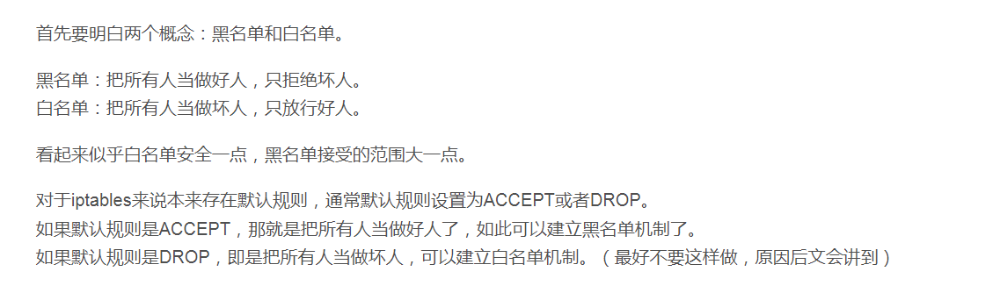 首先要明白两个概念：黑名单和白名单。
黑名单：把所有人当做好人，只拒绝坏人。
白名单：把所有人当做坏人，只放行好人。
看起来似乎白名单安全一点，黑名单接受的范围大一点。
对于iptables来说本来存在默认规则，通常默认规则设置为ACCEPT或者DROP。
如果默认规则是ACCEPT，那就是把所有人当做好人了，如此可以建立黑名单机制了。
如果默认规则是DROP，即是把所有人当做坏人，可以建立白名单机制。（最好不要这样做，原因后文会讲到）